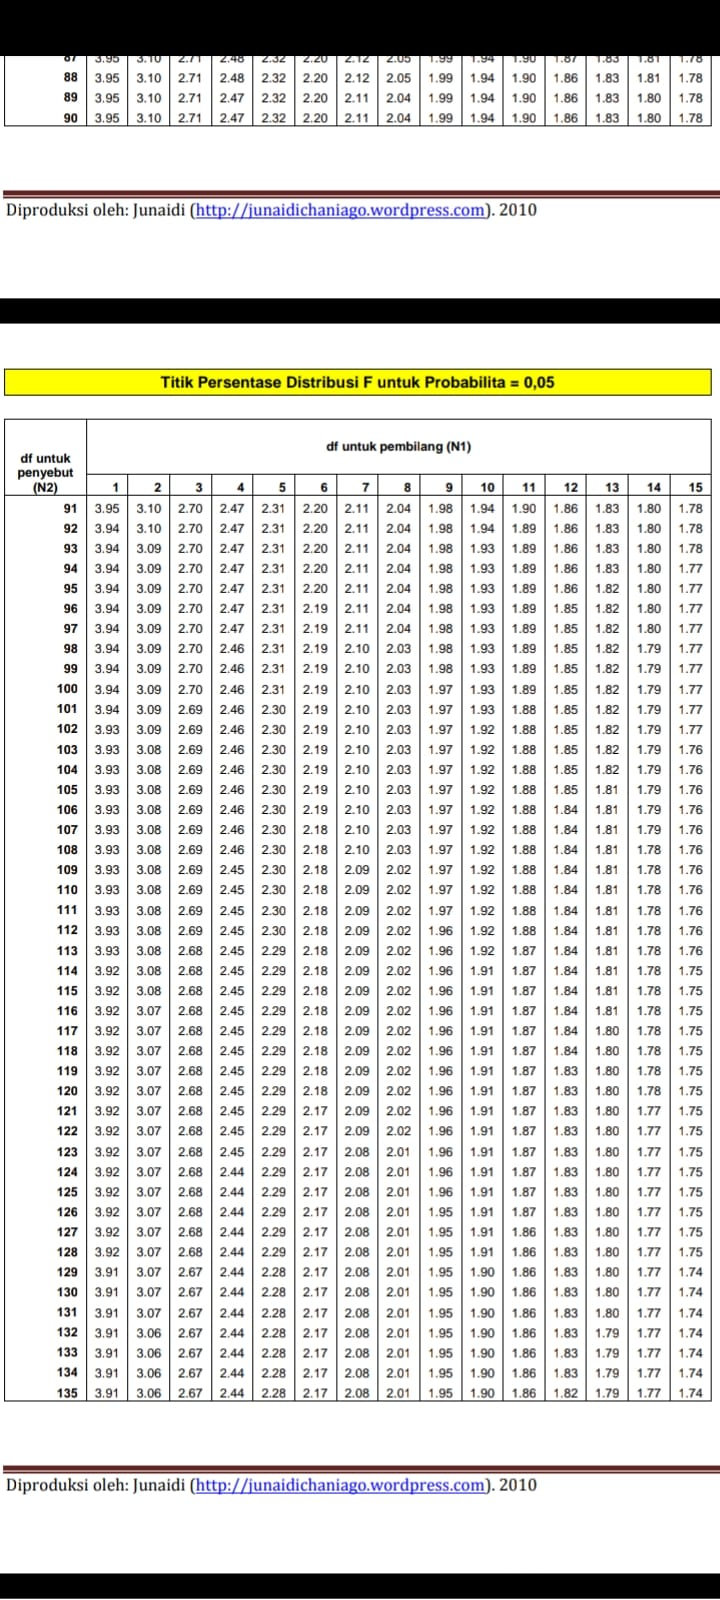 87 3.95 3.10 2.71 2.48 2.32 2.20 2.12 2.05 1.99 1.94 1.90 1.87 1.83 1.81 1.78
88 3.95 3.10 2.71 2.48 2.32 2.20 2.12 2.05 1.99 1.94 1.90 1.86 1.83 1.81 1.78
89 3.95 3.10 2.71 2.47 2.32 2.20 2.11 2.04 1.99 1.94 1.90 1.86 1.83 1.80 1.78
90 3.95 3.10 2.71 2.47 2.32 2.20 2.11 2.04 1.99 1.94 1.90 1.86 1.83 1.80 1.78
Diproduksi oleh: Junaidi (http://junaidichaniago.wordpress.com). 2010
Titik Persentase Distribusi F untuk Probabilita = 0,05
df untuk penyebut (N2)
df untuk pembilang (N1)
1 2 3 4 5 6 7 8 9 10 11 12 13 14 15
91 3.95 3.10 2.70 2.47 2.31 2.20 2.11 2.04 1.98 1.94 1.90 1.86 1.83 1.80 1.78
92 3.94 3.10 2.70 2.47 2.31 2.20 2.11 2.04 1.98 1.94 1.89 1.86 1.83 1.80 1.78
93 3.94 3.09 2.70 2.47 2.31 2.20 2.11 2.04 1.98 1.93 1.89 1.86 1.83 1.80 1.78
94 3.94 3.09 2.70 2.47 2.31 2.20 2.11 2.04 1.98 1.93 1.89 1.86 1.83 1.80 1.77
95 3.94 3.09 2.70 2.47 2.31 2.20 2.11 2.04 1.98 1.93 1.89 1.86 1.82 1.80 1.77
96 3.94 3.09 2.70 2.47 2.31 2.19 2.11 2.04 1.98 1.93 1.89 1.85 1.82 1.80 1.77
97 3.94 3.09 2.70 2.47 2.31 2.19 2.11 2.04 1.98 1.93 1.89 1.85 1.82 1.80 1.77
98 3.94 3.09 2.70 2.46 2.31 2.19 2.10 2.03 1.98 1.93 1.89 1.85 1.82 1.79 1.77
99 3.94 3.09 2.70 2.46 2.31 2.19 2.10 2.03 1.98 1.93 1.89 1.85 1.82 1.79 1.77
100 3.94 3.09 2.70 2.46 2.31 2.19 2.10 2.03 1.97 1.93 1.89 1.85 1.82 1.79 1.77
101 3.94 3.09 2.69 2.46 2.30 2.19 2.10 2.03 1.97 1.93 1.88 1.85 1.82 1.79 1.77
102 3.93 3.09 2.69 2.46 2.30 2.19 2.10 2.03 1.97 1.92 1.88 1.85 1.82 1.79 1.77
103 3.93 3.08 2.69 2.46 2.30 2.19 2.10 2.03 1.97 1.92 1.88 1.85 1.82 1.79 1.76
104 3.93 3.08 2.69 2.46 2.30 2.19 2.10 2.03 1.97 1.92 1.88 1.85 1.82 1.79 1.76
105 3.93 3.08 2.69 2.46 2.30 2.19 2.10 2.03 1.97 1.92 1.88 1.85 1.81 1.79 1.76
106 3.93 3.08 2.69 2.46 2.30 2.19 2.10 2.03 1.97 1.92 1.88 1.84 1.81 1.79 1.76
107 3.93 3.08 2.69 2.46 2.30 2.18 2.10 2.03 1.97 1.92 1.88 1.84 1.81 1.79 1.76
108 3.93 3.08 2.69 2.46 2.30 2.18 2.10 2.03 1.97 1.92 1.88 1.84 1.81 1.78 1.76
109 3.93 3.08 2.69 2.45 2.30 2.18 2.09 2.02 1.97 1.92 1.88 1.84 1.81 1.78 1.76
110 3.93 3.08 2.69 2.45 2.30 2.18 2.09 2.02 1.97 1.92 1.88 1.84 1.81 1.78 1.76
111 3.93 3.08 2.69 2.45 2.30 2.18 2.09 2.02 1.97 1.92 1.88 1.84 1.81 1.78 1.76
112 3.93 3.08 2.69 2.45 2.30 2.18 2.09 2.02 1.96 1.92 1.88 1.84 1.81 1.78 1.76
113 3.93 3.08 2.68 2.45 2.29 2.18 2.09 2.02 1.96 1.92 1.87 1.84 1.81 1.78 1.76
114 3.92 3.08 2.68 2.45 2.29 2.18 2.09 2.02 1.96 1.91 1.87 1.84 1.81 1.78 1.75
115 3.92 3.08 2.68 2.45 2.29 2.18 2.09 2.02 1.96 1.91 1.87 1.84 1.81 1.78 1.75
116 3.92 3.07 2.68 2.45 2.29 2.18 2.09 2.02 1.96 1.91 1.87 1.84 1.81 1.78 1.75
117 3.92 3.07 2.68 2.45 2.29 2.18 2.09 2.02 1.96 1.91 1.87 1.84 1.80 1.78 1.75
118 3.92 3.07 2.68 2.45 2.29 2.18 2.09 2.02 1.96 1.91 1.87 1.84 1.80 1.78 1.75
119 3.92 3.07 2.68 2.45 2.29 2.18 2.09 2.02 1.96 1.91 1.87 1.83 1.80 1.78 1.75
120 3.92 3.07 2.68 2.45 2.29 2.18 2.09 2.02 1.96 1.91 1.87 1.83 1.80 1.78 1.75
121 3.92 3.07 2.68 2.45 2.29 2.17 2.09 2.02 1.96 1.91 1.87 1.83 1.80 1.77 1.75
122 3.92 3.07 2.68 2.45 2.29 2.17 2.09 2.02 1.96 1.91 1.87 1.83 1.80 1.77 1.75
123 3.92 3.07 2.68 2.45 2.29 2.17 2.08 2.01 1.96 1.91 1.87 1.83 1.80 1.77 1.75
124 3.92 3.07 2.68 2.44 2.29 2.17 2.08 2.01 1.96 1.91 1.87 1.83 1.80 1.77 1.75
125 3.92 3.07 2.68 2.44 2.29 2.17 2.08 2.01 1.96 1.91 1.87 1.83 1.80 1.77 1.75
126 3.92 3.07 2.68 2.44 2.29 2.17 2.08 2.01 1.95 1.91 1.87 1.83 1.80 1.77 1.75
127 3.92 3.07 2.68 2.44 2.29 2.17 2.08 2.01 1.95 1.91 1.86 1.83 1.80 1.77 1.75
128 3.92 3.07 2.68 2.44 2.29 2.17 2.08 2.01 1.95 1.91 1.86 1.83 1.80 1.77 1.75
129 3.91 3.07 2.67 2.44 2.28 2.17 2.08 2.01 1.95 1.90 1.86 1.83 1.80 1.77 1.74
130 3.91 3.07 2.67 2.44 2.28 2.17 2.08 2.01 1.95 1.90 1.86 1.83 1.80 1.77 1.74
131 3.91 3.07 2.67 2.44 2.28 2.17 2.08 2.01 1.95 1.90 1.86 1.83 1.80 1.77 1.74
132 3.91 3.06 2.67 2.44 2.28 2.17 2.08 2.01 1.95 1.90 1.86 1.83 1.79 1.77 1.74
133 3.91 3.06 2.67 2.44 2.28 2.17 2.08 2.01 1.95 1.90 1.86 1.83 1.79 1.77 1.74
134 3.91 3.06 2.67 2.44 2.28 2.17 2.08 2.01 1.95 1.90 1.86 1.83 1.79 1.77 1.74
135 3.91 3.06 2.67 2.44 2.28 2.17 2.08 2.01 1.95 1.90 1.86 1.82 1.79 1.77 1.74
Diproduksi oleh: Junaidi (http://junaidichaniago.wordpress.com). 2010